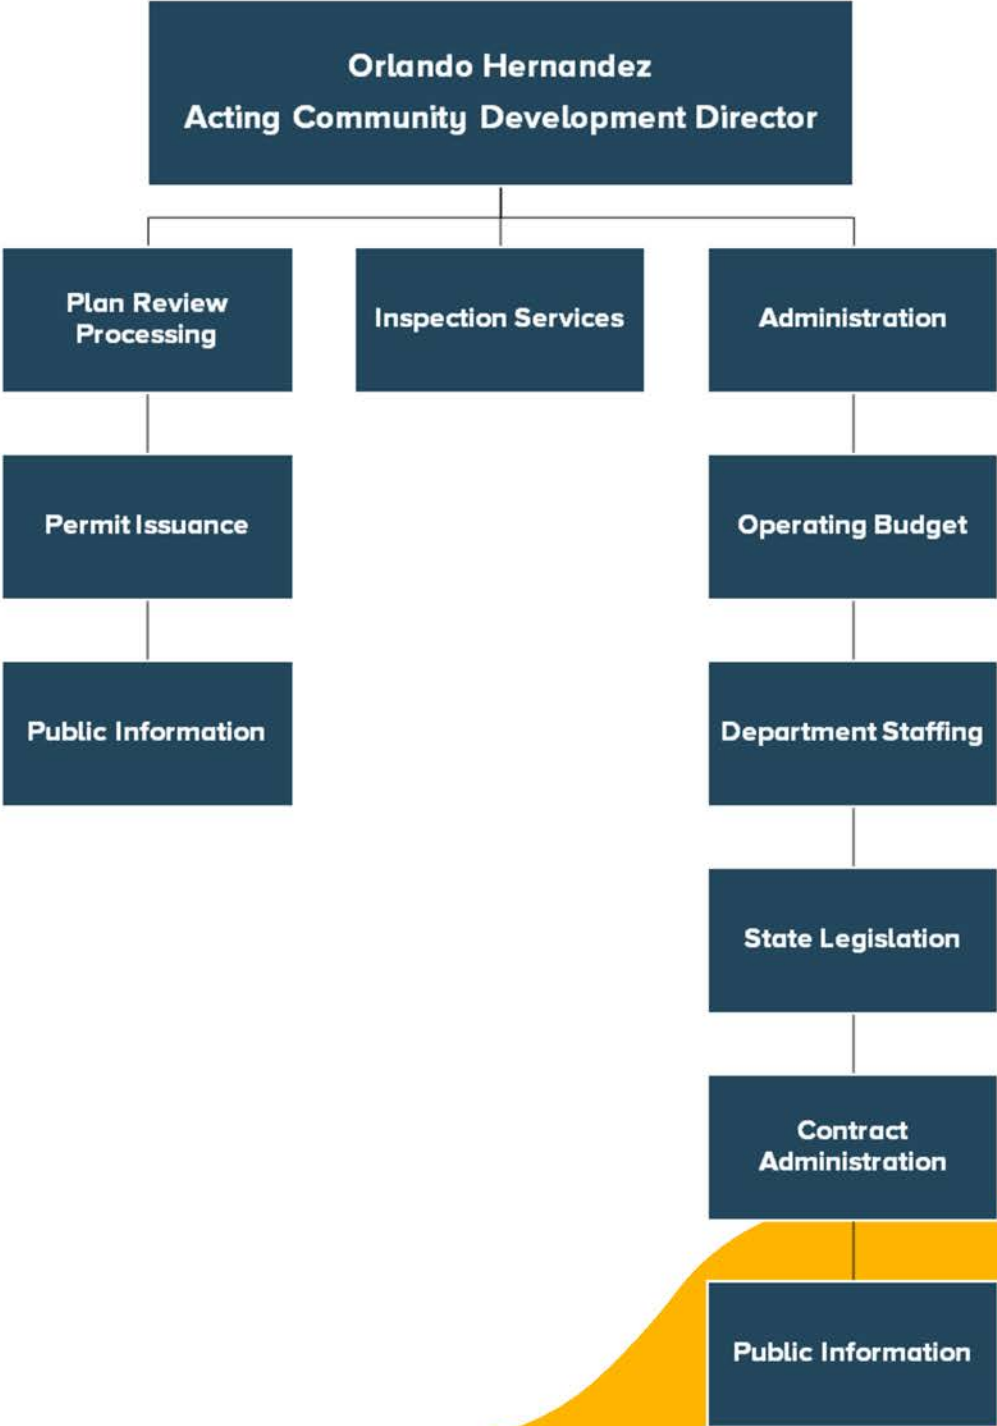 Orlando Hernandez
Acting Community Development Director
Plan Review
Processing
Inspection Services
Administration
Permit Issuance
Operating Budget
Public Information
Department Staffing
State Legislation
Contract
Administration
Public Information